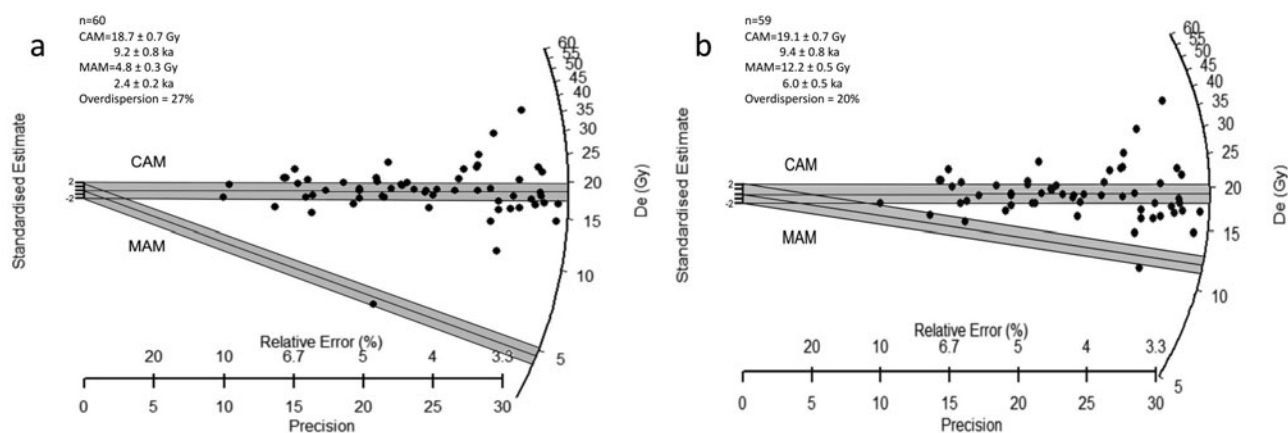 a
n=60
CAM=18.7 ± 0.7 Gy
9.2 ± 0.8 ka
MAM=4.8 ± 0.3 Gy
2.4 ± 0.2 ka
Overdispersion = 27%
Standardised Estimate
2
-2
CAM
MAM
60
55
50
45
40
35
30
25
20
15
10
5
De (Gy)
Relative Error (%)
20 10 6.7 5 4 3.3
0 5 10 15 20 25 30
Precision
b
n=59
CAM=19.1 ± 0.7 Gy
9.4 ± 0.8 ka
MAM=12.2 ± 0.5 Gy
6.0 ± 0.5 ka
Overdispersion = 20%
Standardised Estimate
2
-2
CAM
MAM
60
55
50
45
40
35
30
25
20
15
10
5
De (Gy)
Relative Error (%)
20 10 6.7 5 4 3.3
0 5 10 15 20 25 30
Precision